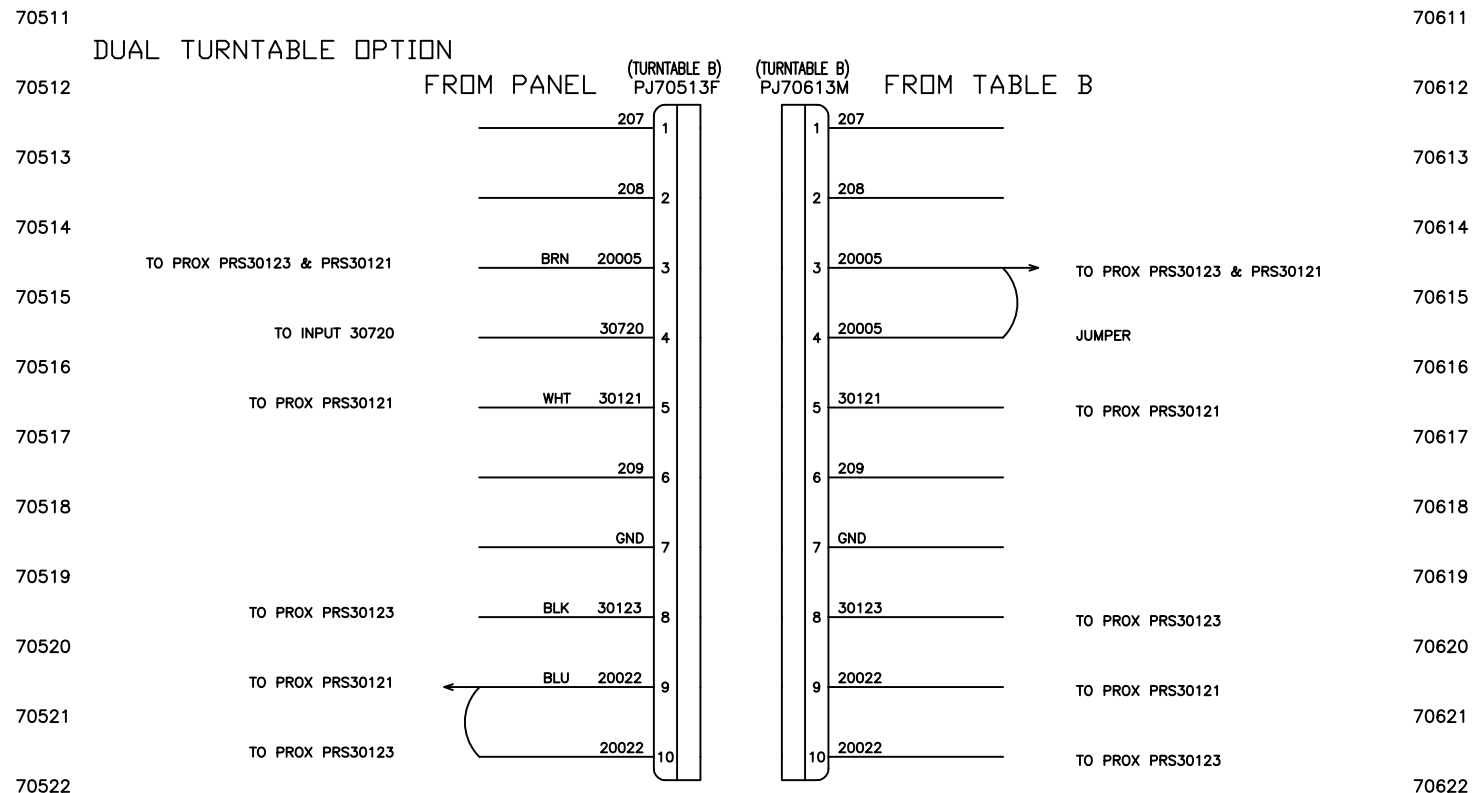 70511 70611
DUAL TURNTABLE OPTION
(TURNTABLE B) (TURNTABLE B)
70512 FROM PANEL PJ70513F PJ70613M FROM TABLE B 70612
207 1 1 207
70513 70613
208 2 2 208
70514 70614
TO PROX PRS30123 & PRS30121 BRN 20005 3 3 20005 TO PROX PRS30123 & PRS30121
70515 70615
TO INPUT 30720 30720 4 4 20005 JUMPER
70516 70616
TO PROX PRS30121 WHT 30121 5 5 30121 TO PROX PRS30121
70517 70617
209 6 6 209
70518 70618
GND 7 7 GND
70519 70619
TO PROX PRS30123 BLK 30123 8 8 30123 TO PROX PRS30123
70520 70620
TO PROX PRS30121 BLU 20022 9 9 20022 TO PROX PRS30121
70521 70621
TO PROX PRS30123 20022 10 10 20022 TO PROX PRS30123
70522 70622